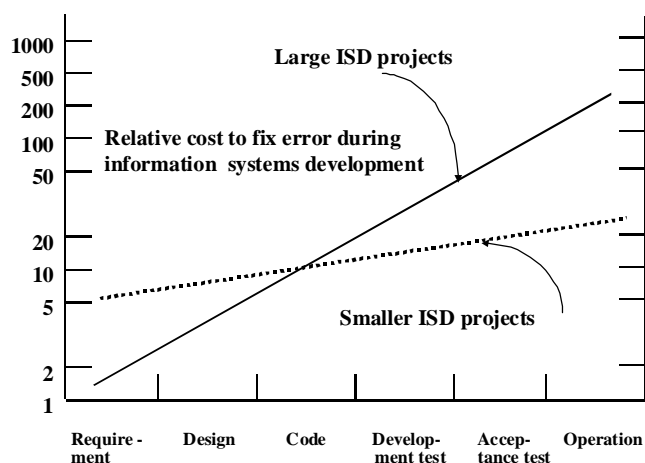 1000
500
200
100
50
20
10
5
2
1
Large ISD projects
Relative cost to fix error during
information systems development
Smaller ISD projects
Require -
ment
Design
Code
Develop-
ment test
Accep-
tance test
Operation